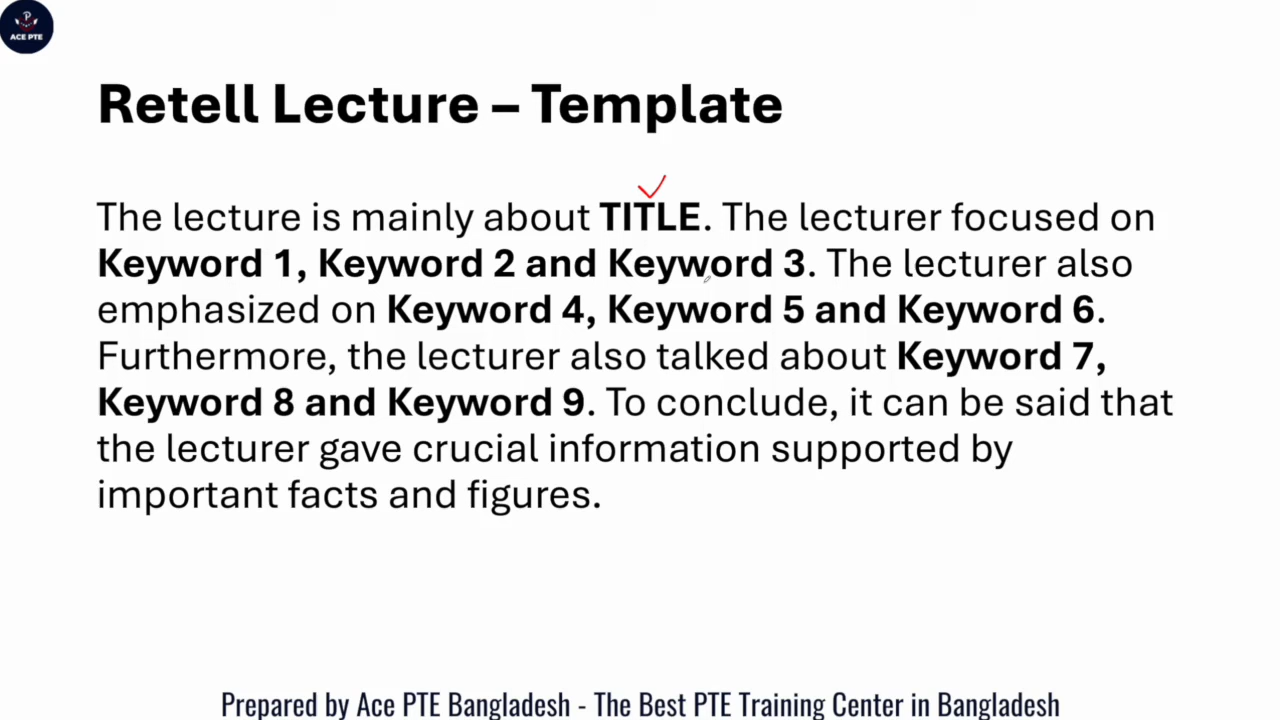 ACE PTE
Retell Lecture – Template
The lecture is mainly about TITLE. The lecturer focused on
Keyword 1, Keyword 2 and Keyword 3. The lecturer also
emphasized on Keyword 4, Keyword 5 and Keyword 6.
Furthermore, the lecturer also talked about Keyword 7,
Keyword 8 and Keyword 9. To conclude, it can be said that
the lecturer gave crucial information supported by
important facts and figures.
Prepared by Ace PTE Bangladesh - The Best PTE Training Center in Bangladesh